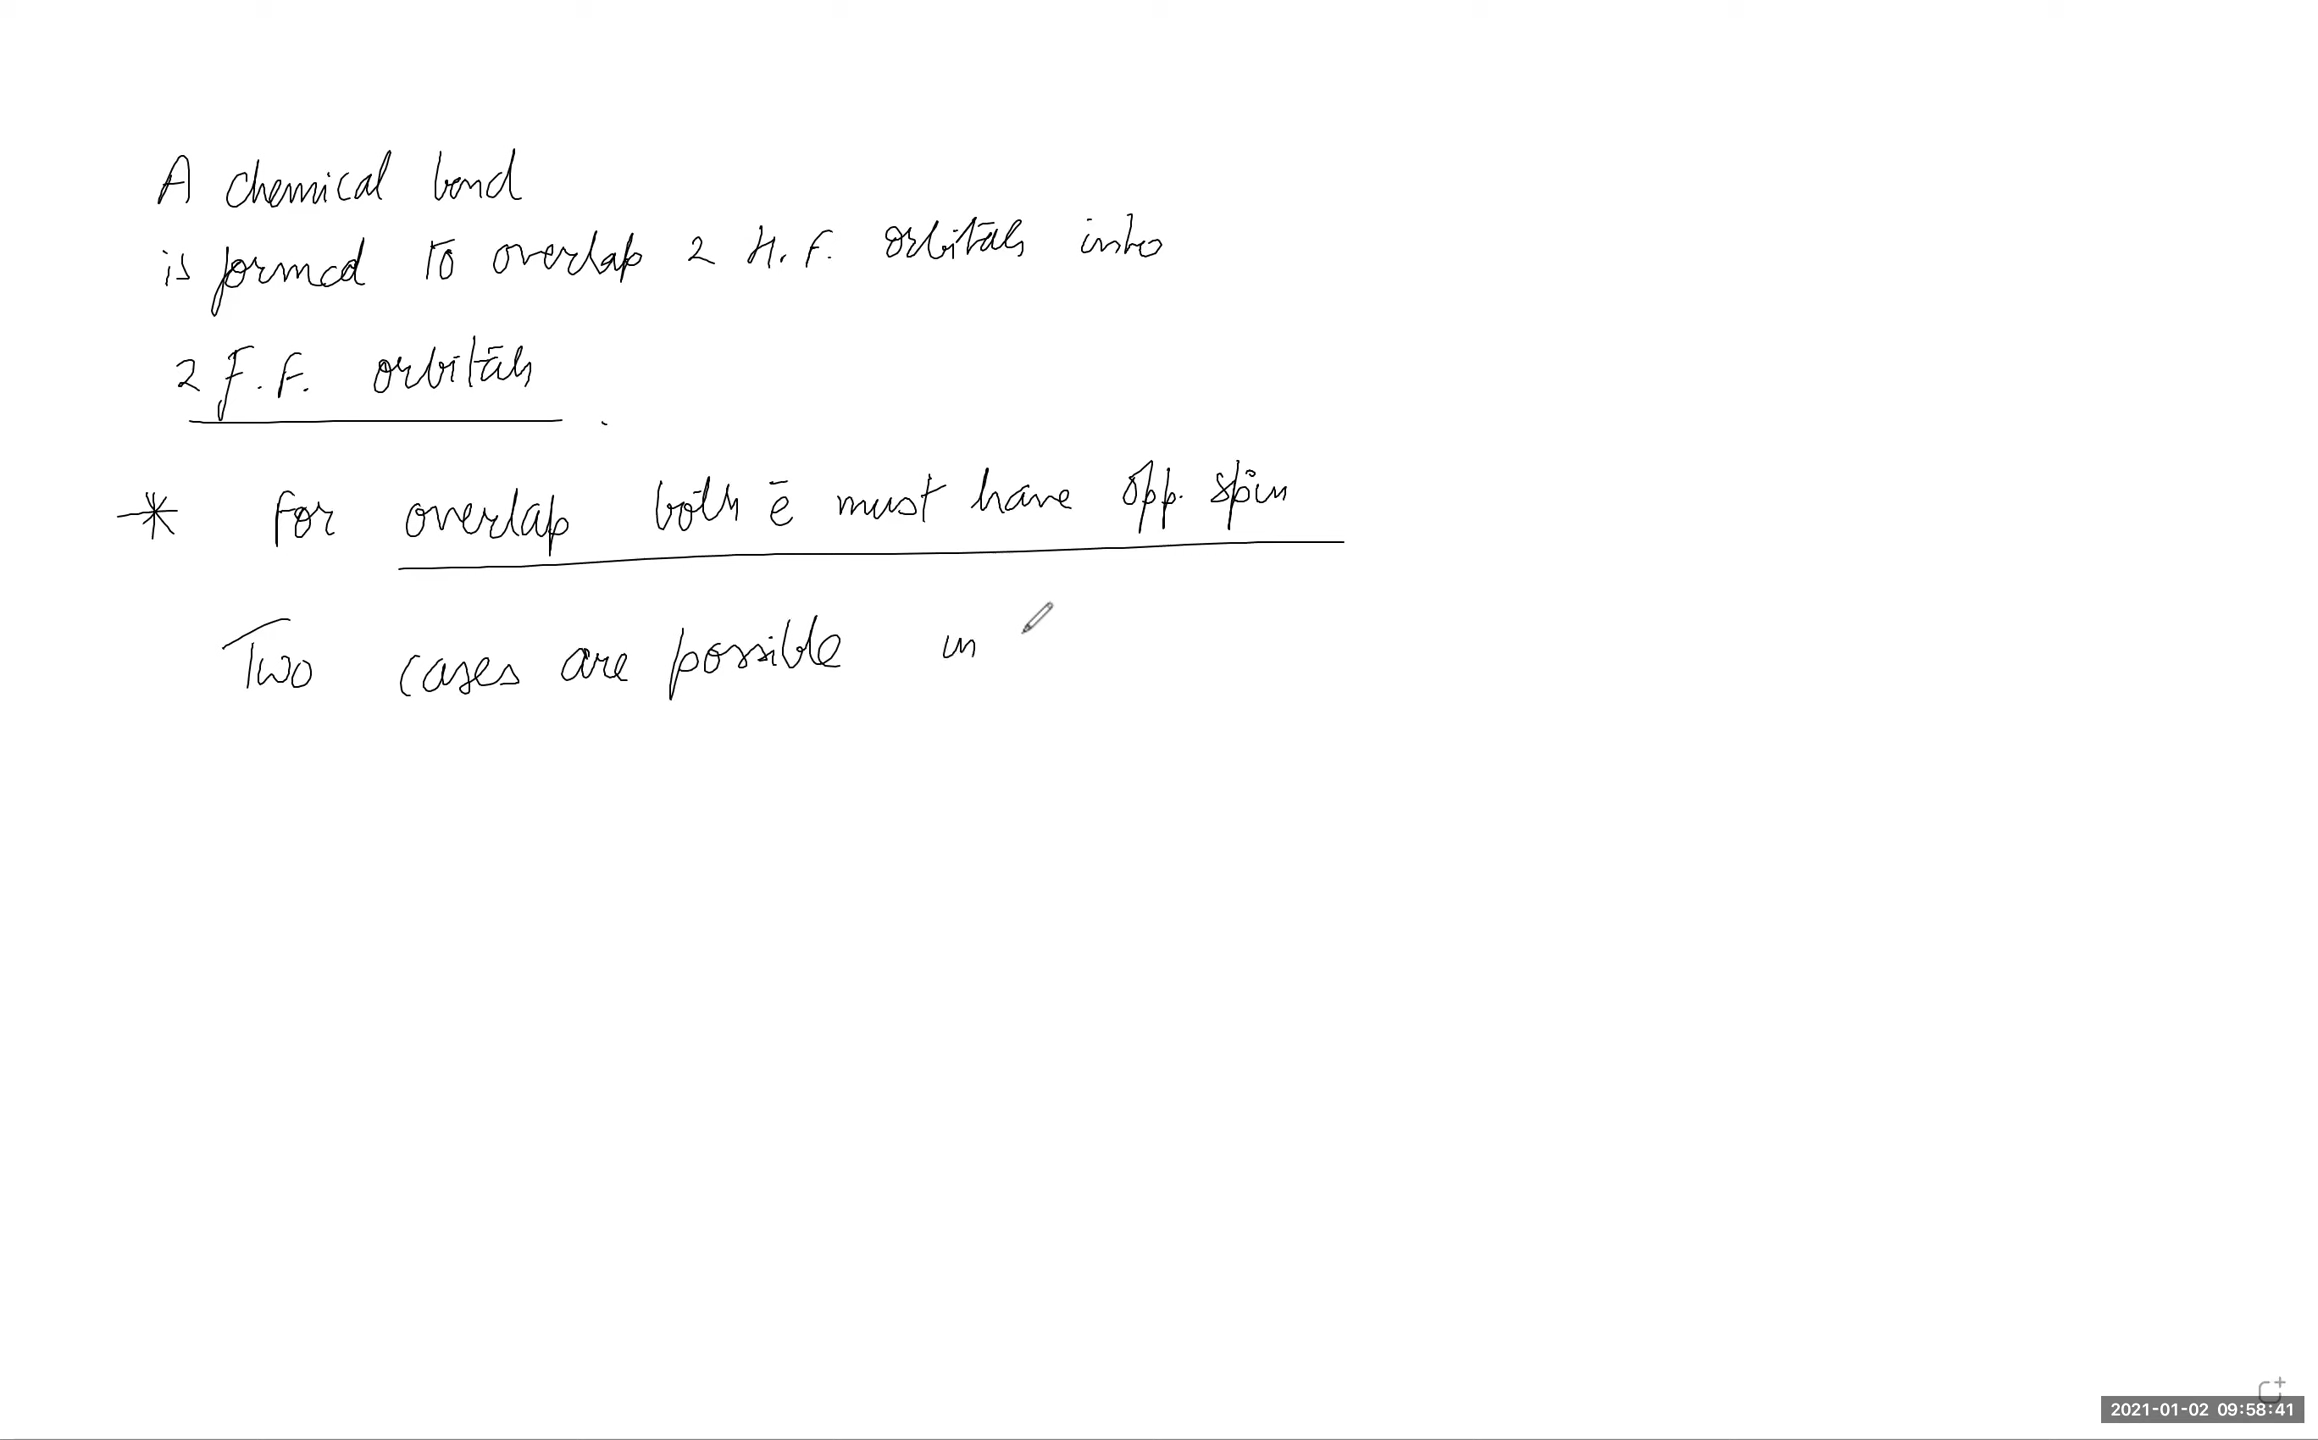 A chemical bond
is formed to overlap 2 H.F. orbitals into
2 F.F. orbitals.
* for overlap both ē must have opp. spin
Two cases are possible in
2021-01-02 09:58:41